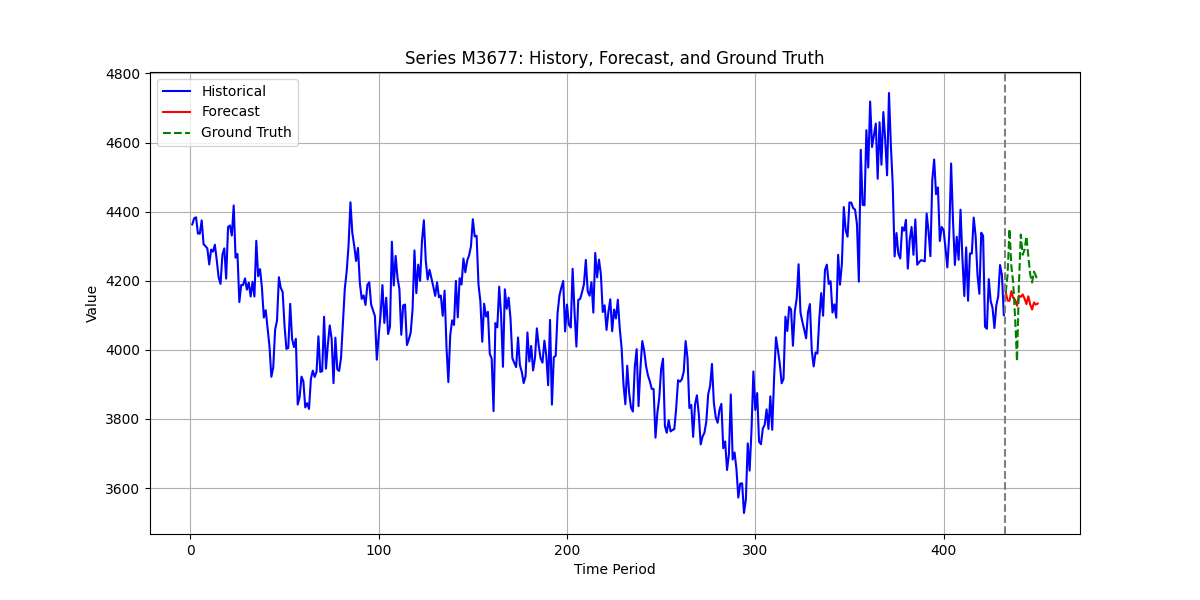 Series M3677: History, Forecast, and Ground Truth
4800
4600
4400
4200
4000
3800
3600
Value
Historical
Forecast
Ground Truth
0
100
200
300
400
Time Period